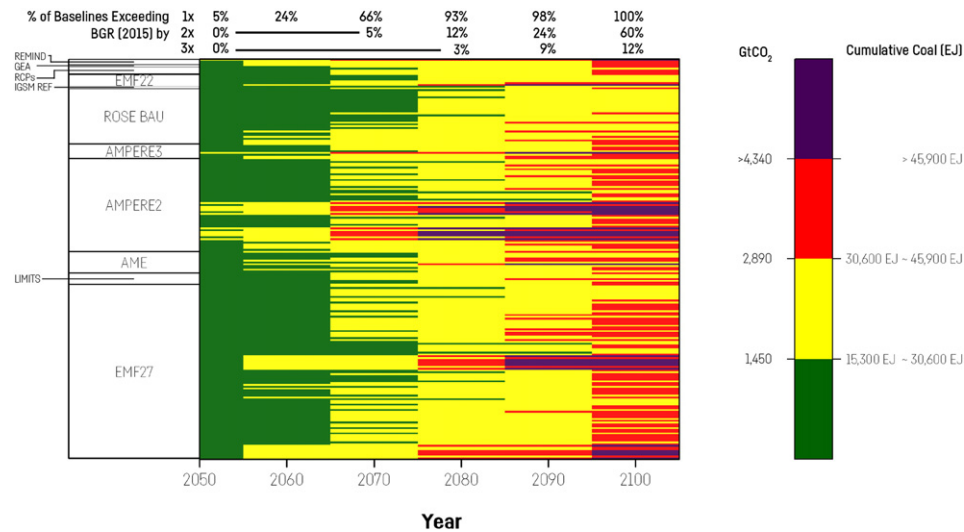 % of Baselines Exceeding 1x 5% 24% 66% 93% 98% 100%
BGR (2015) by 2x 0% 5% 12% 24% 60%
3x 0% 3% 9% 12%
REMIND
GEA
RCPs
EMF22
IGSM REF
ROSE BAU
AMPERE3
AMPERE2
AME
LIMITS
EMF27
2050 2060 2070 2080 2090 2100
Year
GtCO₂ Cumulative Coal (EJ)
>4,340 > 45,900 EJ
2,890 30,600 EJ ~ 45,900 EJ
1,450 15,300 EJ ~ 30,600 EJ